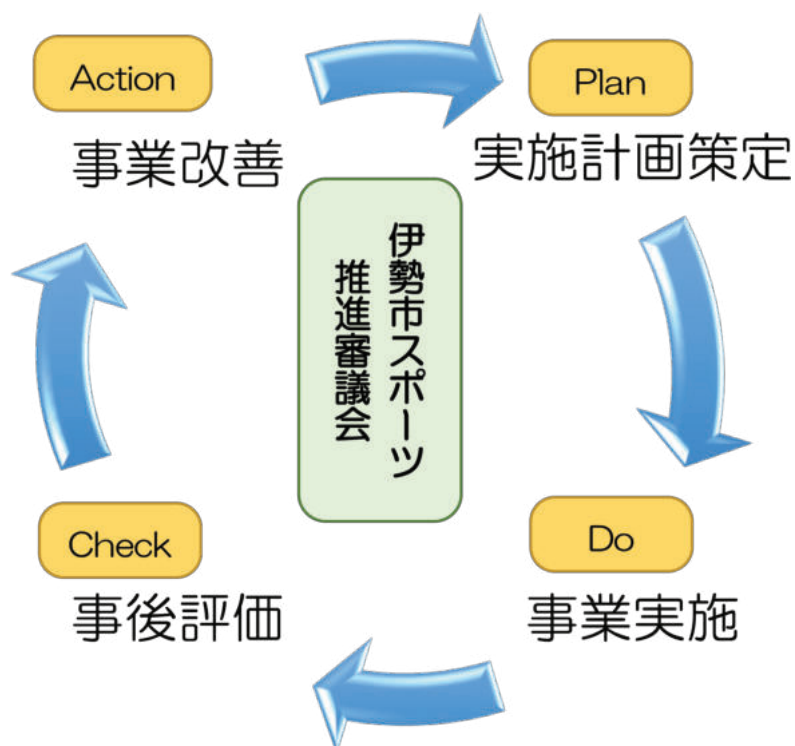 Action
事業改善
Plan
実施計画策定
伊勢市スポーツ
推進審議会
Check
事後評価
Do
事業実施